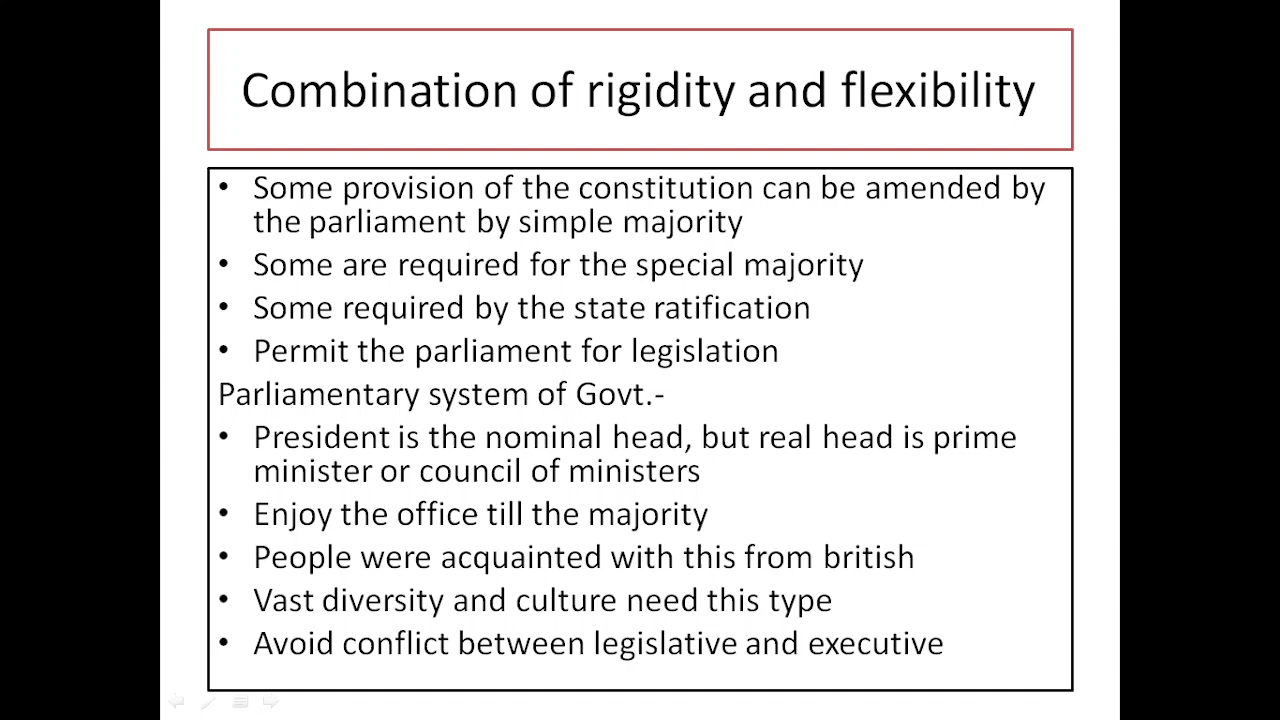 Combination of rigidity and flexibility
• Some provision of the constitution can be amended by
the parliament by simple majority
• Some are required for the special majority
• Some required by the state ratification
• Permit the parliament for legislation
Parliamentary system of Govt.-
• President is the nominal head, but real head is prime
minister or council of ministers
• Enjoy the office till the majority
• People were acquainted with this from british
• Vast diversity and culture need this type
• Avoid conflict between legislative and executive